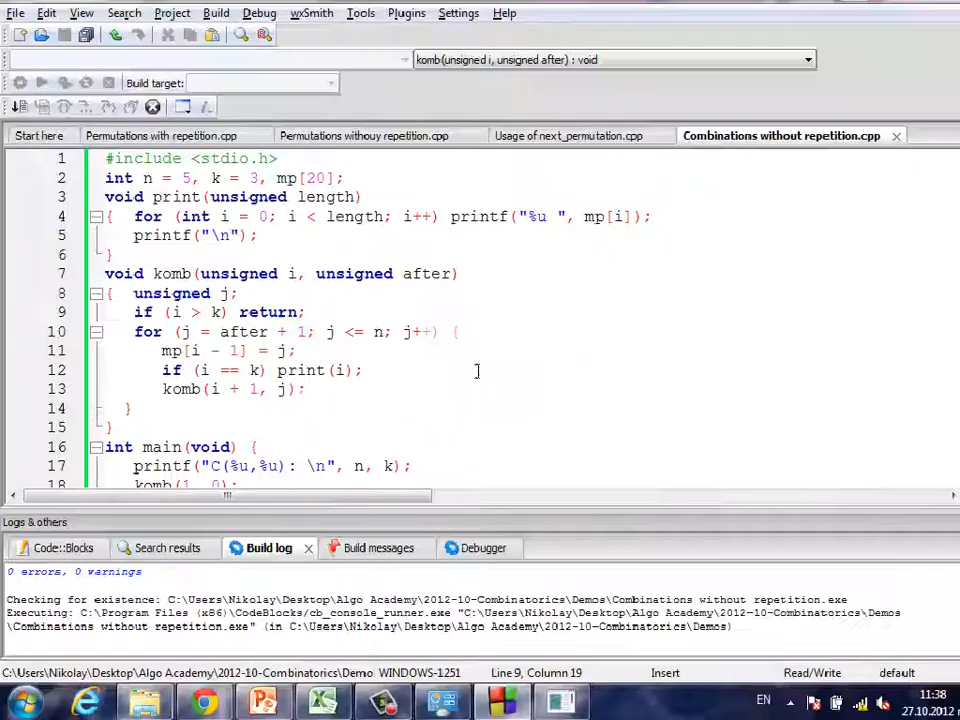 File Edit View Search Project Build Debug wxSmith Tools Plugins Settings Help
komb(unsigned i, unsigned after) : void
Build target:
Start here Permutations with repetition.cpp Permutations withouy repetition.cpp Usage of next_permutation.cpp Combinations without repetition.cpp
1 #include <stdio.h>
2 int n = 5, k = 3, mp[20];
3 void print(unsigned length)
4 { for (int i = 0; i < length; i++) printf("%u ", mp[i]);
5 printf("\n");
6 }
7 void komb(unsigned i, unsigned after)
8 { unsigned j;
9 if (i > k) return;
10 for (j = after + 1; j <= n; j++) {
11 mp[i - 1] = j;
12 if (i == k) print(i);
13 komb(i + 1, j);
14 }
15 }
16 int main(void) {
17 printf("C(%u,%u): \n", n, k);
18 komb(1, 0);
Logs & others
Code::Blocks Search results Build log Build messages Debugger
0 errors, 0 warnings
Checking for existence: C:\Users\Nikolay\Desktop\Algo Academy\2012-10-Combinatorics\Demos\Combinations without repetition.exe
Executing: C:\Program Files (x86)\CodeBlocks/cb_console_runner.exe "C:\Users\Nikolay\Desktop\Algo Academy\2012-10-Combinatorics\Demos
\Combinations without repetition.exe" (in C:\Users\Nikolay\Desktop\Algo Academy\2012-10-Combinatorics\Demos)
C:\Users\Nikolay\Desktop\Algo Academy\2012-10-Combinatorics\Demo WINDOWS-1251 Line 9, Column 19 Insert Read/Write default
EN 11:38
27.10.2012 г